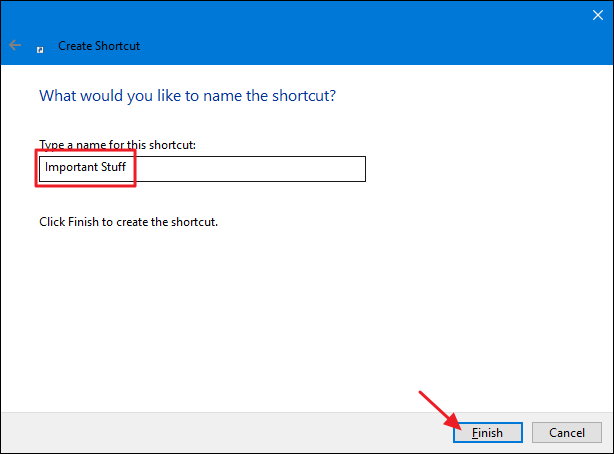 Create Shortcut
What would you like to name the shortcut?
Type a name for this shortcut:
Important Stuff
Click Finish to create the shortcut.
Finish
Cancel